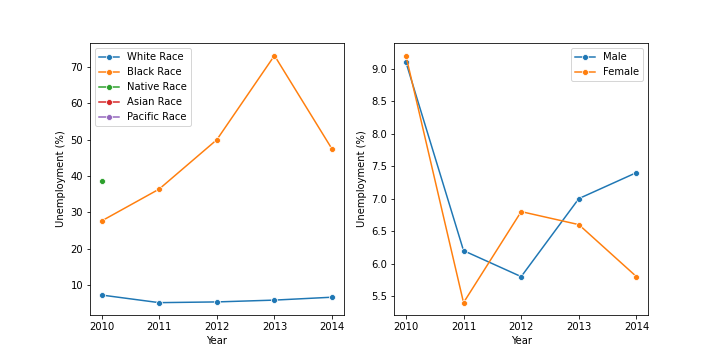 White Race
Black Race
Native Race
Asian Race
Pacific Race
70
60
50
40
30
20
10
Unemployment (%)
2010 2011 2012 2013 2014
Year
Male
Female
9.0
8.5
8.0
7.5
7.0
6.5
6.0
5.5
Unemployment (%)
2010 2011 2012 2013 2014
Year